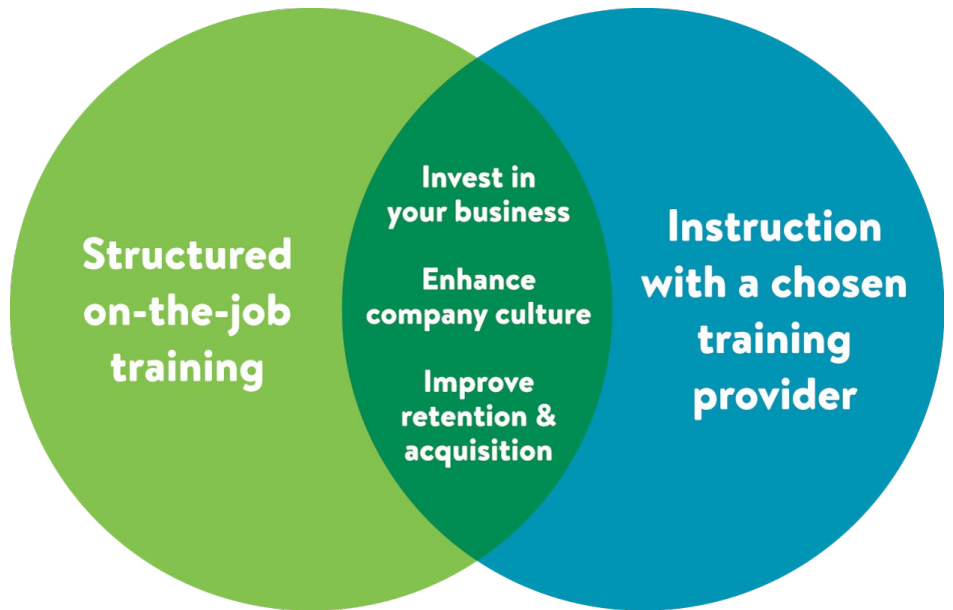 Structured
on-the-job
training
Invest in
your business
Enhance
company culture
Improve
retention &
acquisition
Instruction
with a chosen
training
provider